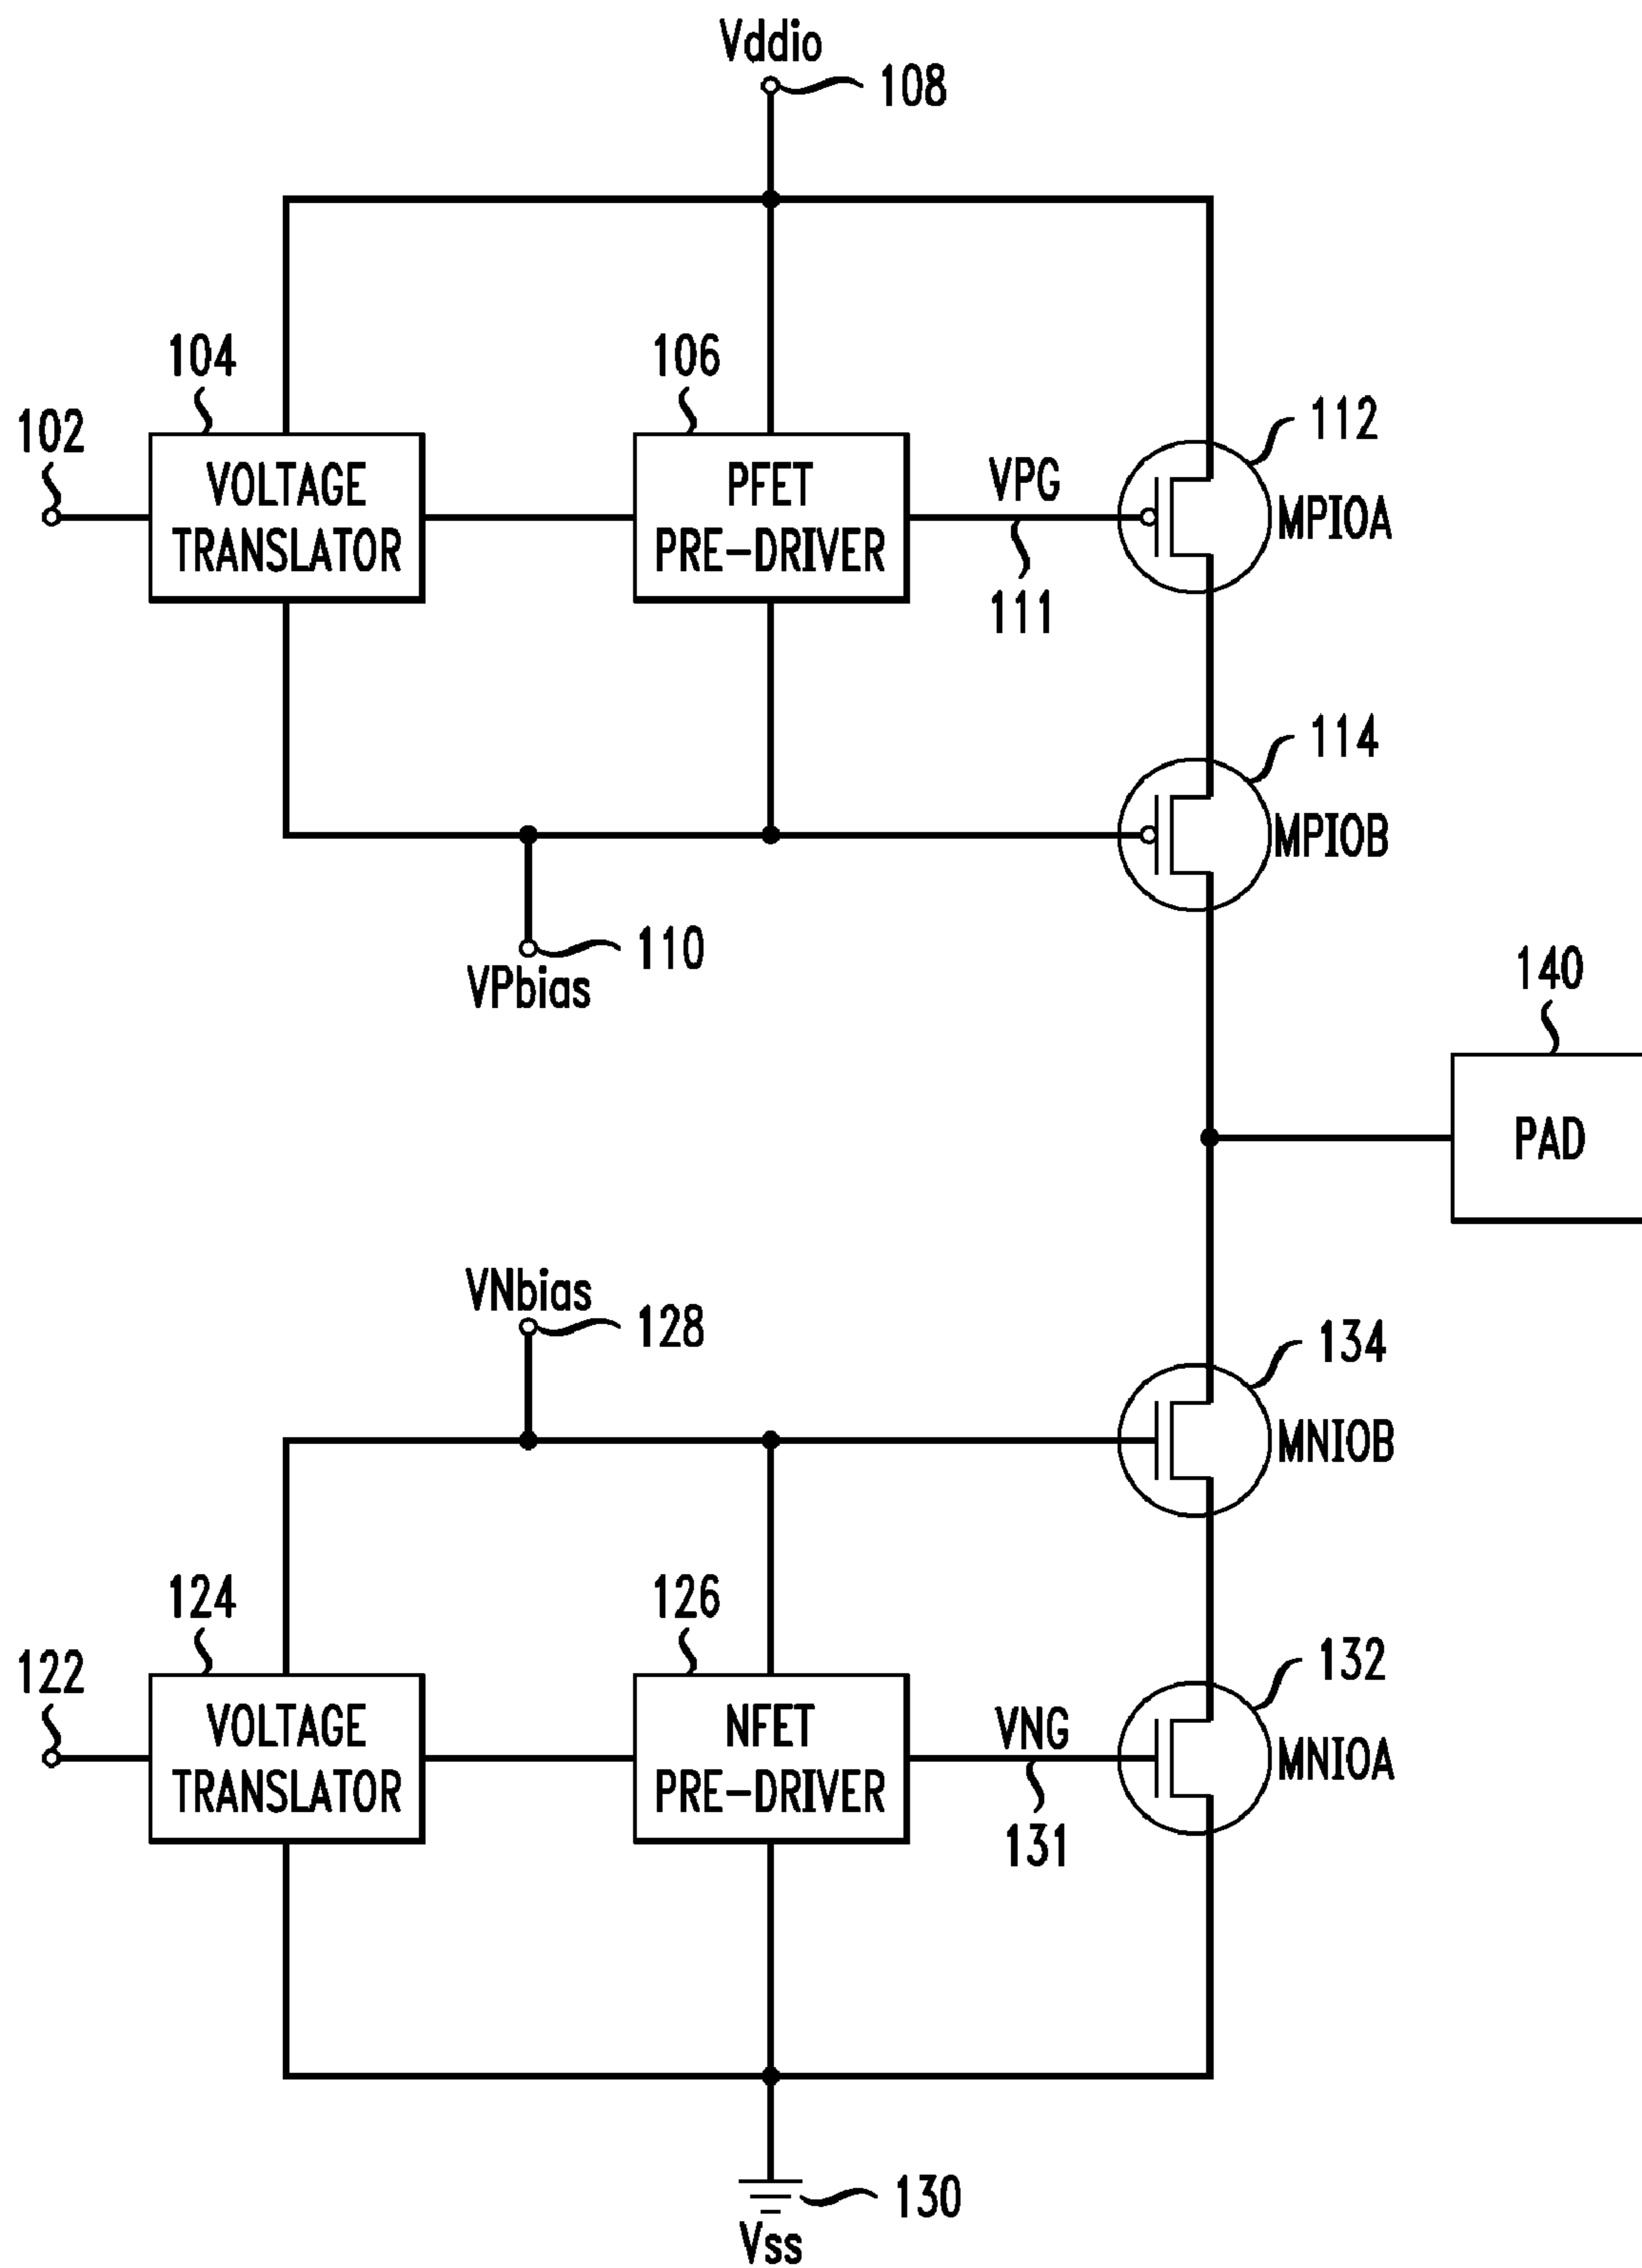 Vddio
108
104
106
102
112
VOLTAGE
TRANSLATOR
PFET
PRE-DRIVER
VPG
MPIOA
111
114
MPIOB
110
VPbias
140
PAD
VNbias
128
134
MNIOB
124
126
122
132
VOLTAGE
TRANSLATOR
NFET
PRE-DRIVER
VNG
MNIOA
131
130
Vss